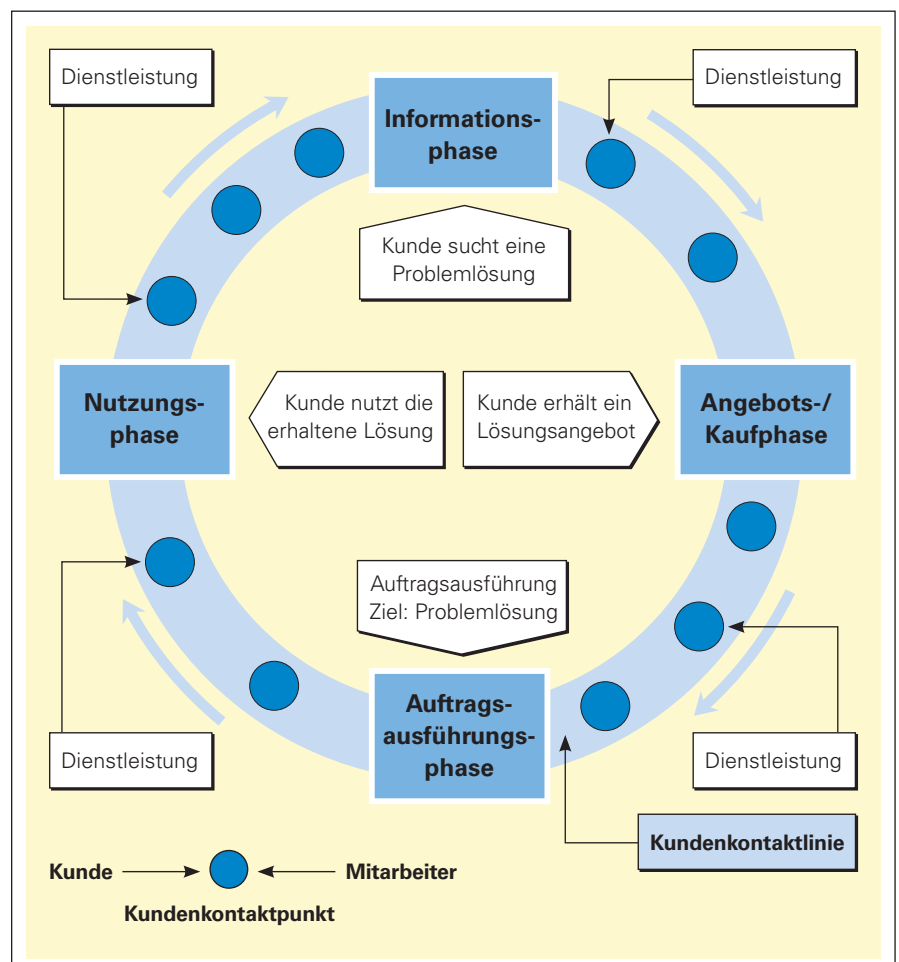 Dienstleistung
Dienstleistung
Informations-
phase
Kunde sucht eine
Problemlösung
Nutzungs-
phase
Kunde nutzt die
erhaltene Lösung
Kunde erhält ein
Lösungsangebot
Angebots-/
Kaufphase
Auftragsausführung
Ziel: Problemlösung
Auftrags-
ausführungs-
phase
Dienstleistung
Dienstleistung
Kundenkontaktlinie
Kunde
Mitarbeiter
Kundenkontaktpunkt